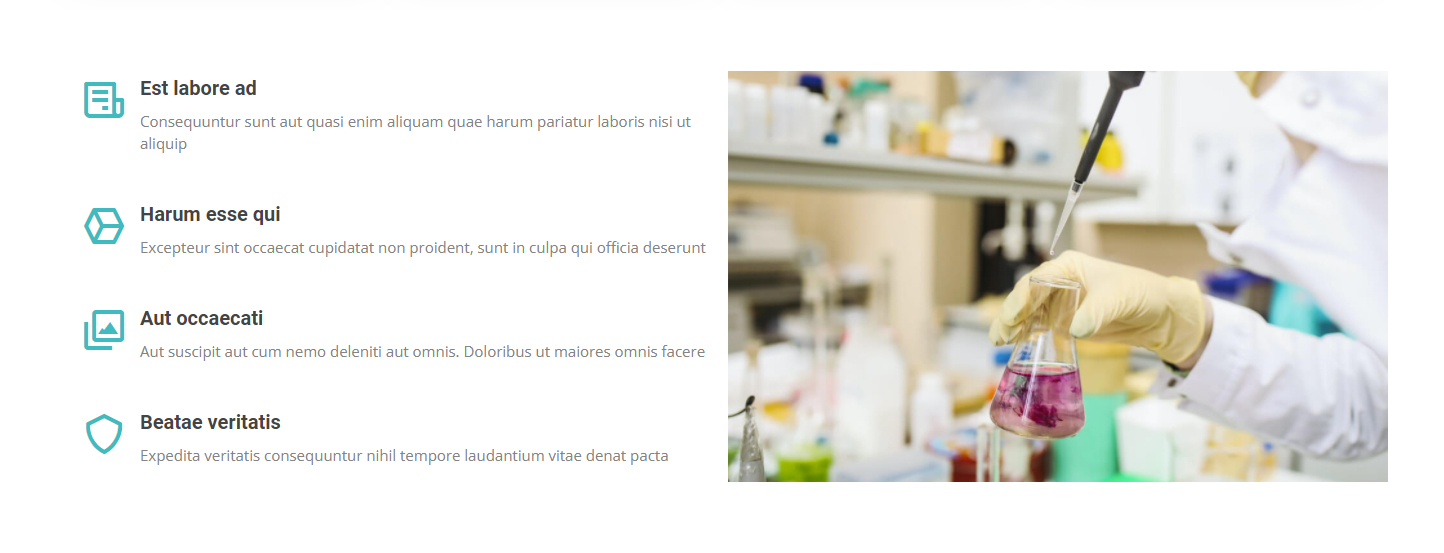 Est labore ad
Consequuntur sunt aut quasi enim aliquam quae harum pariatur laboris nisi ut
aliquip
Harum esse qui
Excepteur sint occaecat cupidatat non proident, sunt in culpa qui officia deserunt
Aut occaecati
Aut suscipit aut cum nemo deleniti aut omnis. Doloribus ut maiores omnis facere
Beatae veritatis
Expedita veritatis consequuntur nihil tempore laudantium vitae denat pacta